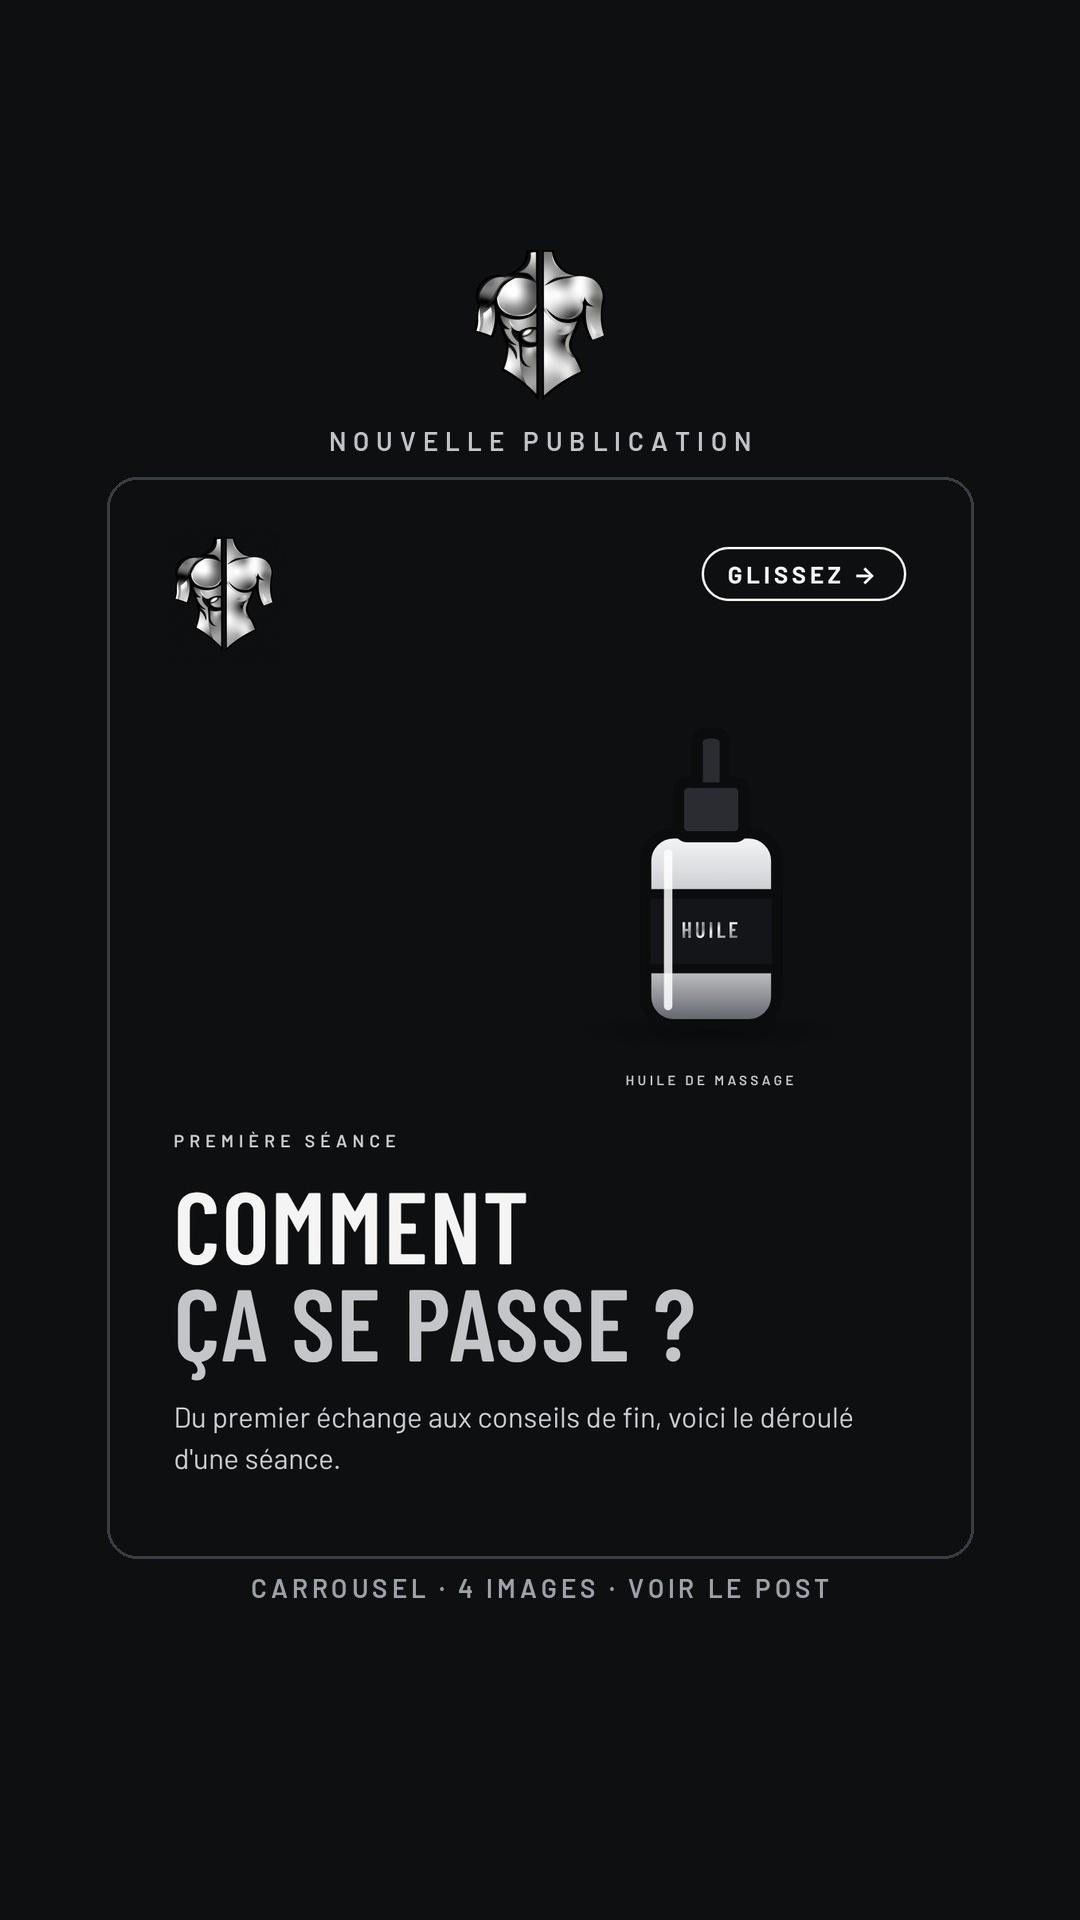 NOUVELLE PUBLICATION
GLISSEZ →
HUILE
HUILE DE MASSAGE
PREMIÈRE SÉANCE
COMMENT
ÇA SE PASSE ?
Du premier échange aux conseils de fin, voici le déroulé
d'une séance.
CARROUSEL · 4 IMAGES · VOIR LE POST